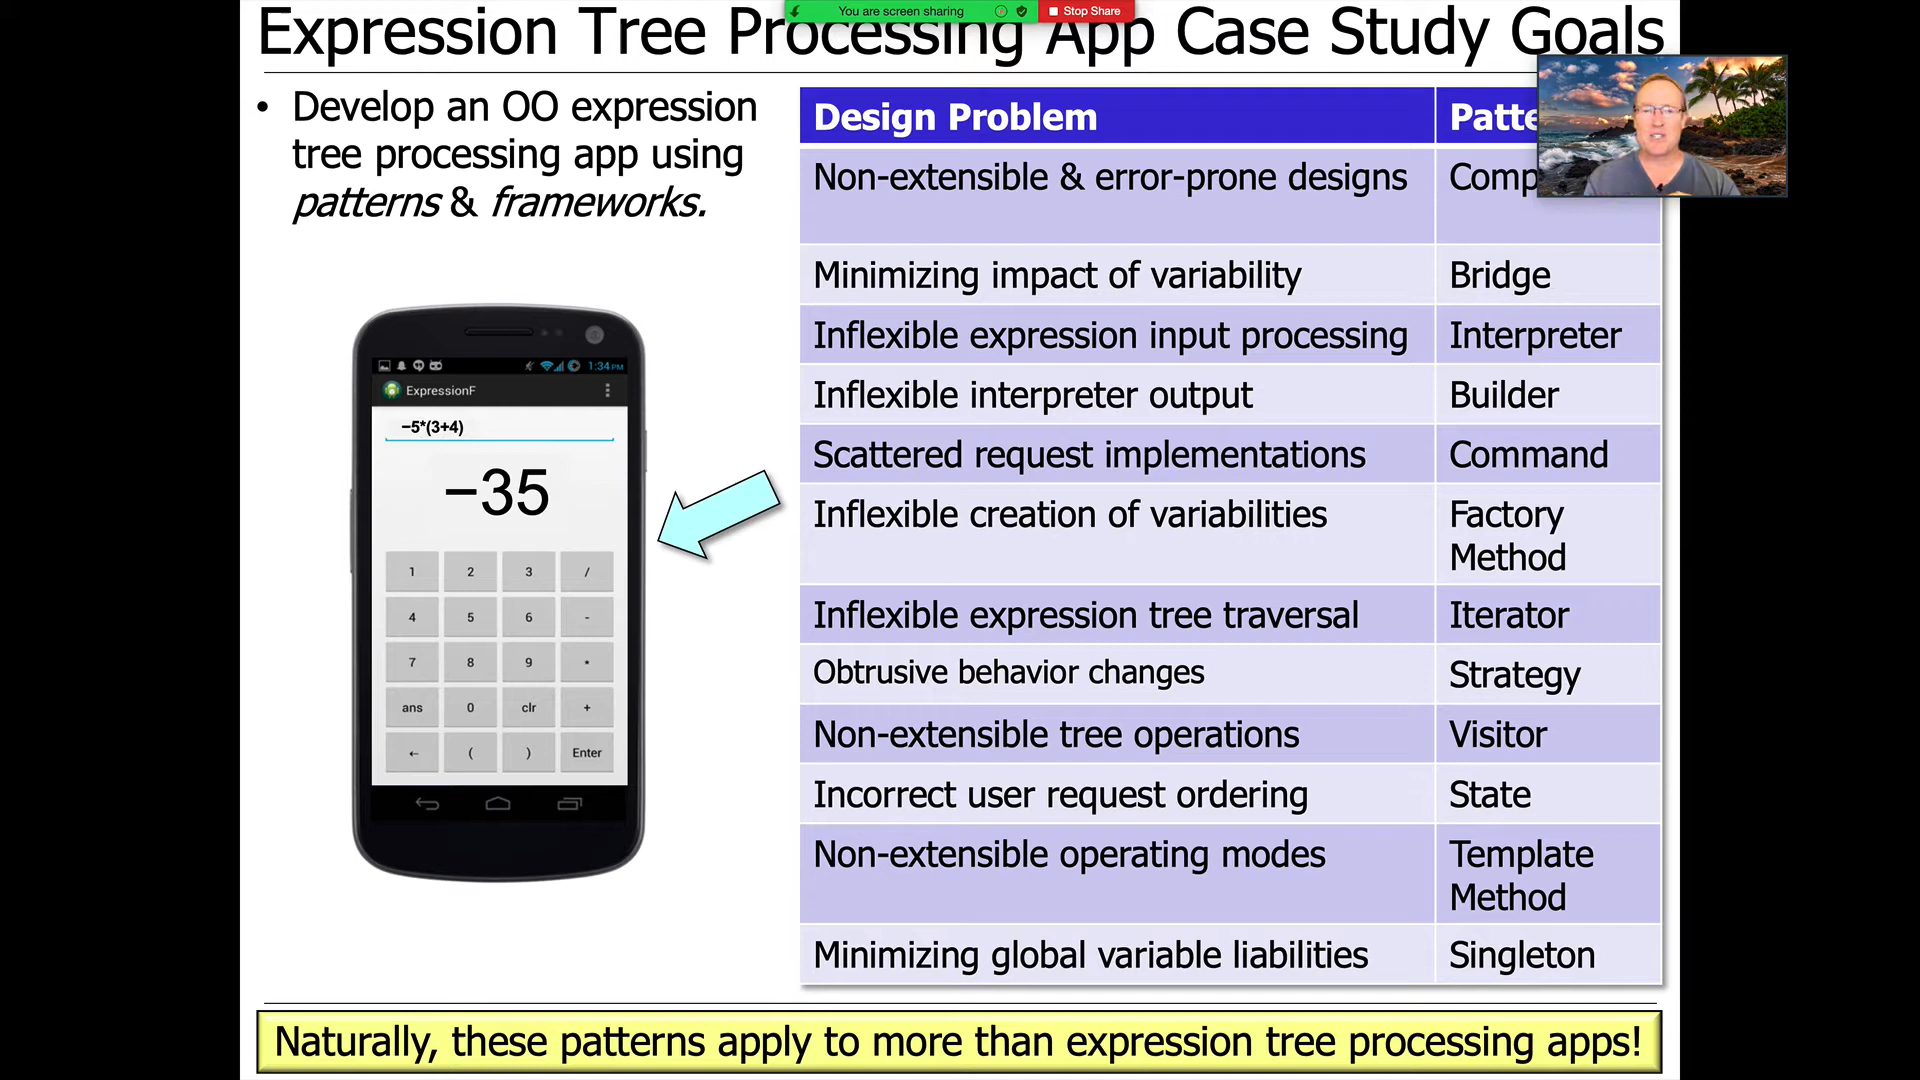 You are screen sharing
Stop Share
Expression Tree Processing App Case Study Goals
• Develop an OO expression
tree processing app using
patterns & frameworks.
1:34 PM
ExpressionF
−5*(3+4)
−35
1 2 3 /
4 5 6 -
7 8 9 *
ans 0 clr +
← ( ) Enter
Design Problem
Non-extensible & error-prone designs
Minimizing impact of variability Bridge
Inflexible expression input processing Interpreter
Inflexible interpreter output Builder
Scattered request implementations Command
Inflexible creation of variabilities Factory
Method
Inflexible expression tree traversal Iterator
Obtrusive behavior changes Strategy
Non-extensible tree operations Visitor
Incorrect user request ordering State
Non-extensible operating modes Template
Method
Minimizing global variable liabilities Singleton
Naturally, these patterns apply to more than expression tree processing apps!